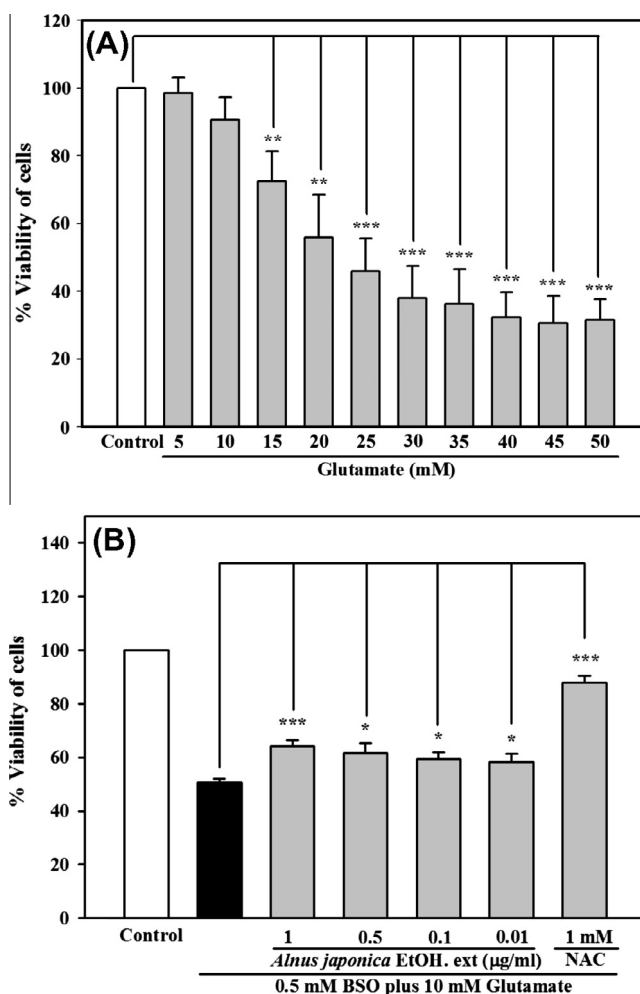 (A)
120
100
80
60
40
20
0
% Viability of cells
** ** *** *** *** *** *** ***
Control 5 10 15 20 25 30 35 40 45 50
Glutamate (mM)
(B)
140
120
100
80
60
40
20
0
% Viability of cells
*** * * * ***
Control 1 0.5 0.1 0.01 1 mM
Alnus japonica EtOH. ext (µg/ml) NAC
0.5 mM BSO plus 10 mM Glutamate